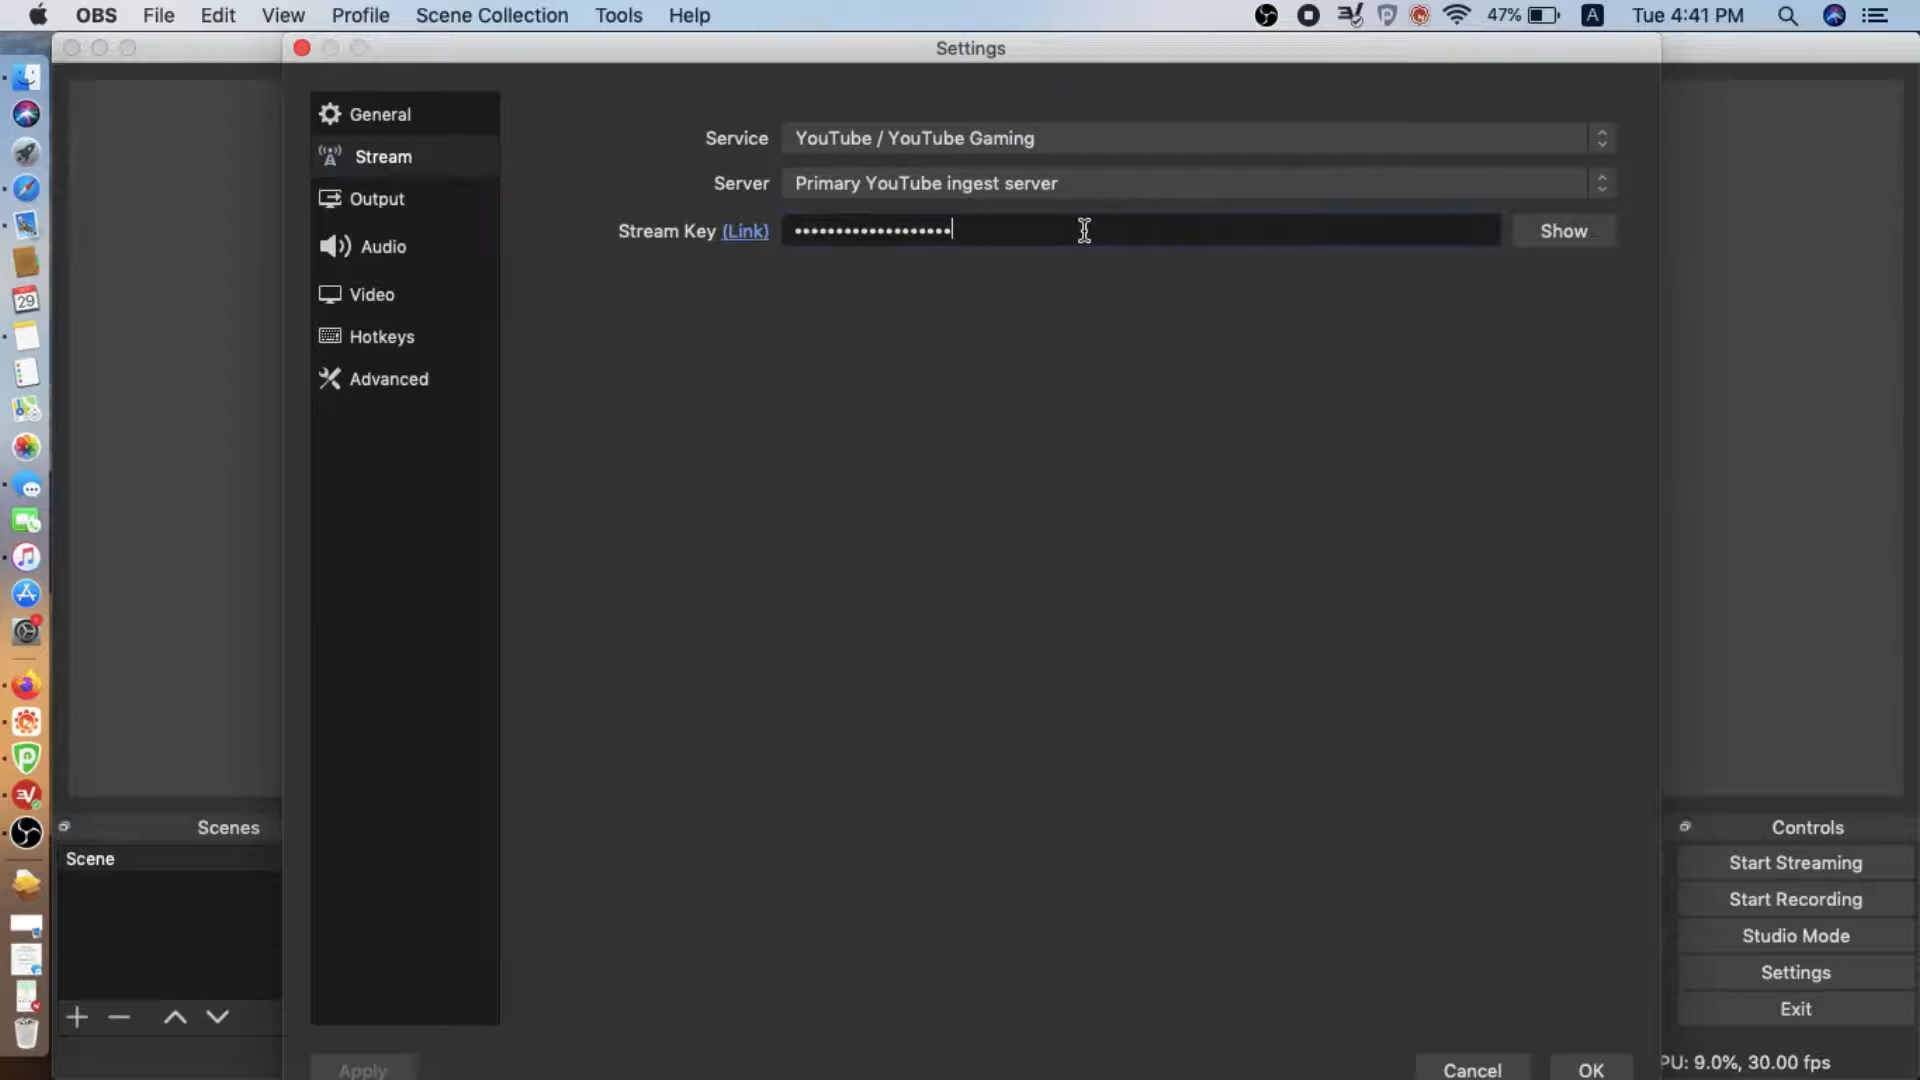 OBS File Edit View Profile Scene Collection Tools Help 47% A Tue 4:41 PM
Settings
General
Stream
Output
Audio
Video
Hotkeys
Advanced
Service YouTube / YouTube Gaming
Server Primary YouTube ingest server
Stream Key (Link) ••••••••••••••••••• Show
29
Scenes
Scene
Controls
Start Streaming
Start Recording
Studio Mode
Settings
Exit
Apply
Cancel
OK
PU: 9.0%, 30.00 fps